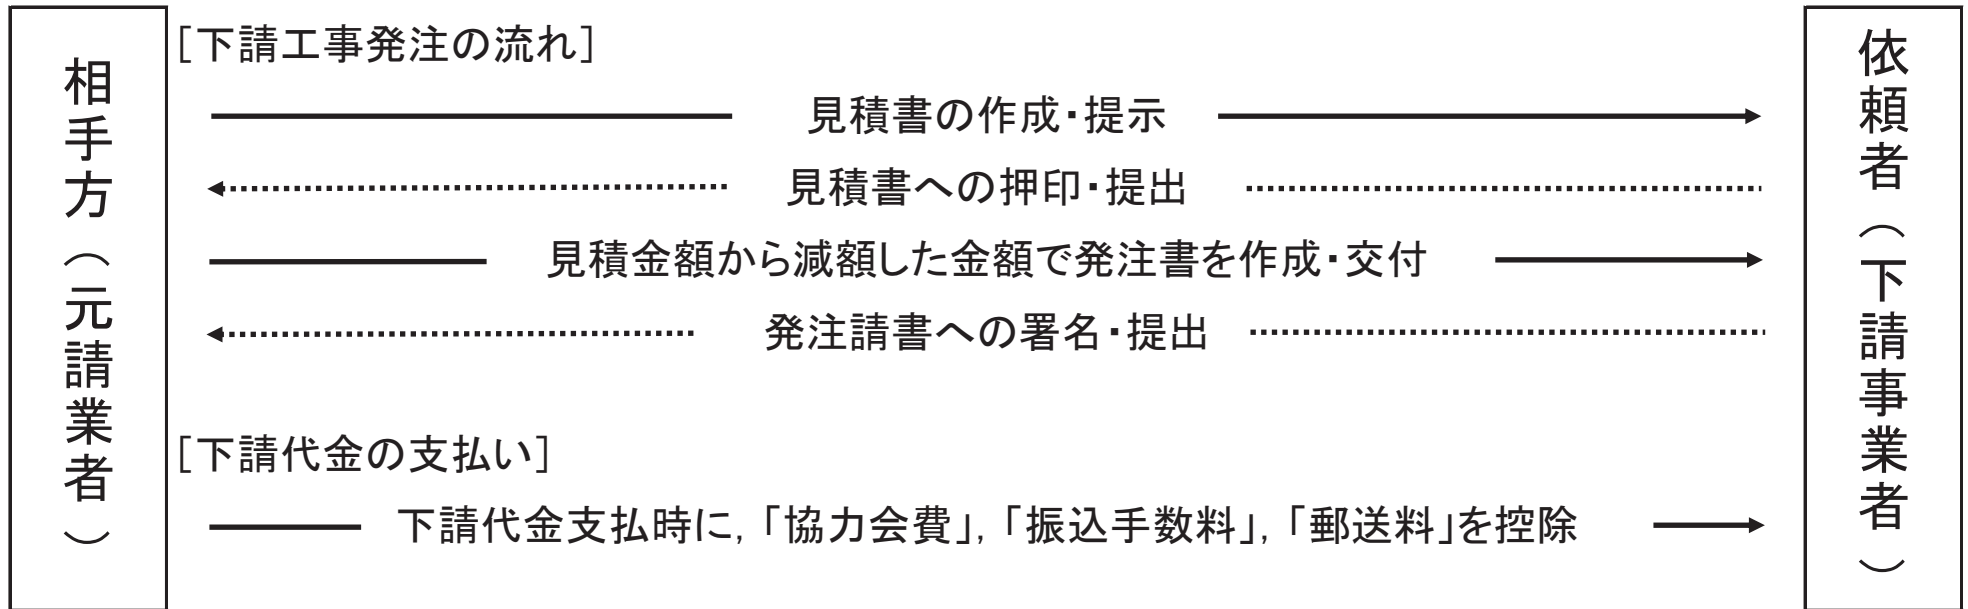 相手方（元請業者）
[下請工事発注の流れ]
見積書の作成・提示
見積書への押印・提出
見積金額から減額した金額で発注書を作成・交付
発注請書への署名・提出
[下請代金の支払い]
下請代金支払時に,「協力会費」,「振込手数料」,「郵送料」を控除
依頼者（下請事業者）